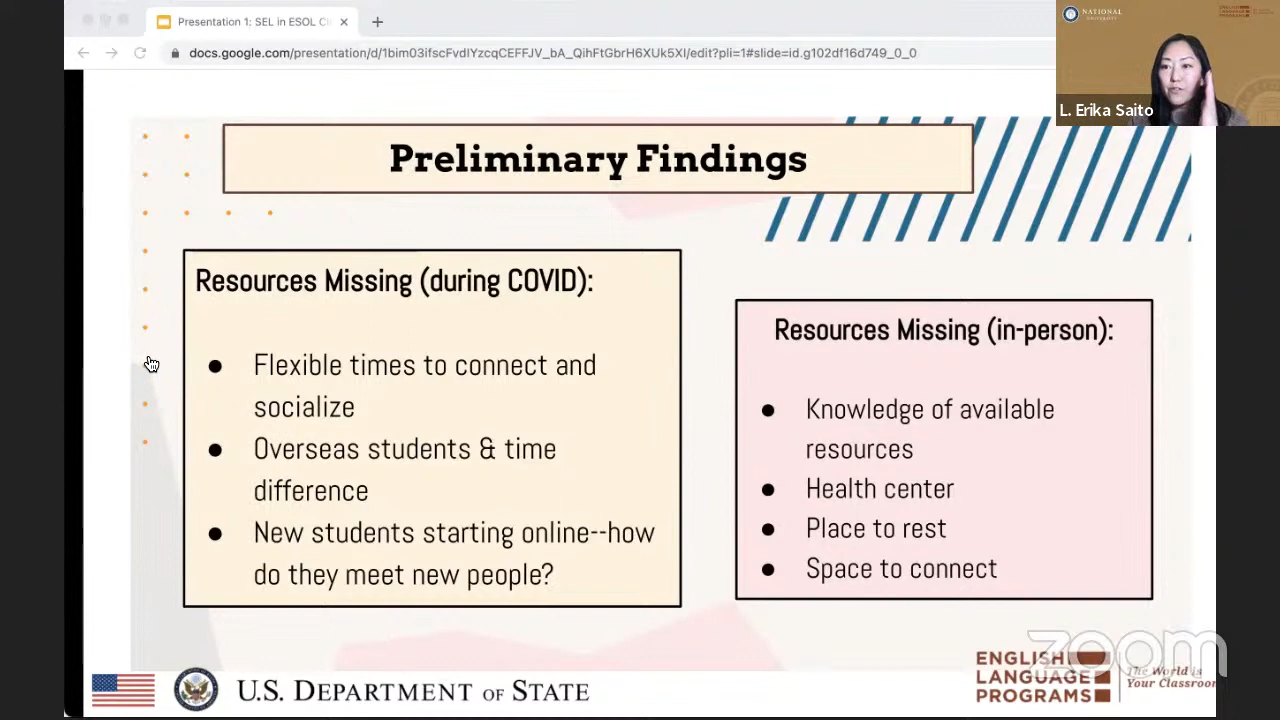 Presentation 1: SEL in ESOL Cl
docs.google.com/presentation/d/1bim03ifscFvdIYzcqCEFFJV_bA_QihFtGbrH6XUk5XI/edit?pli=1#slide=id.g102df16d749_0_0
NATIONAL
UNIVERSITY
L. Erika Saito
Preliminary Findings
Resources Missing (during COVID):
● Flexible times to connect and
socialize
● Overseas students & time
difference
● New students starting online--how
do they meet new people?
Resources Missing (in-person):
● Knowledge of available
resources
● Health center
● Place to rest
● Space to connect
U.S. DEPARTMENT OF STATE
ENGLISH
LANGUAGE
PROGRAMS
The World is
Your Classroom
zoom